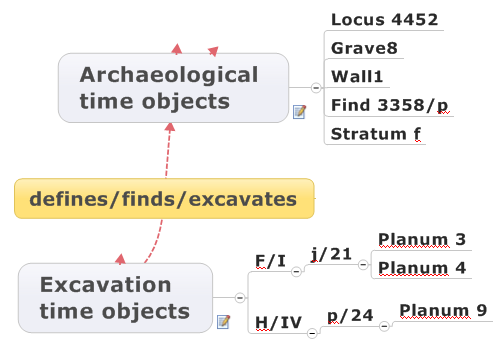 Archaeological
time objects
Locus 4452
Grave8
Wall1
Find 3358/p
Stratum f
defines/finds/excavates
Excavation
time objects
F/I
j/21
Planum 3
Planum 4
H/IV
p/24
Planum 9